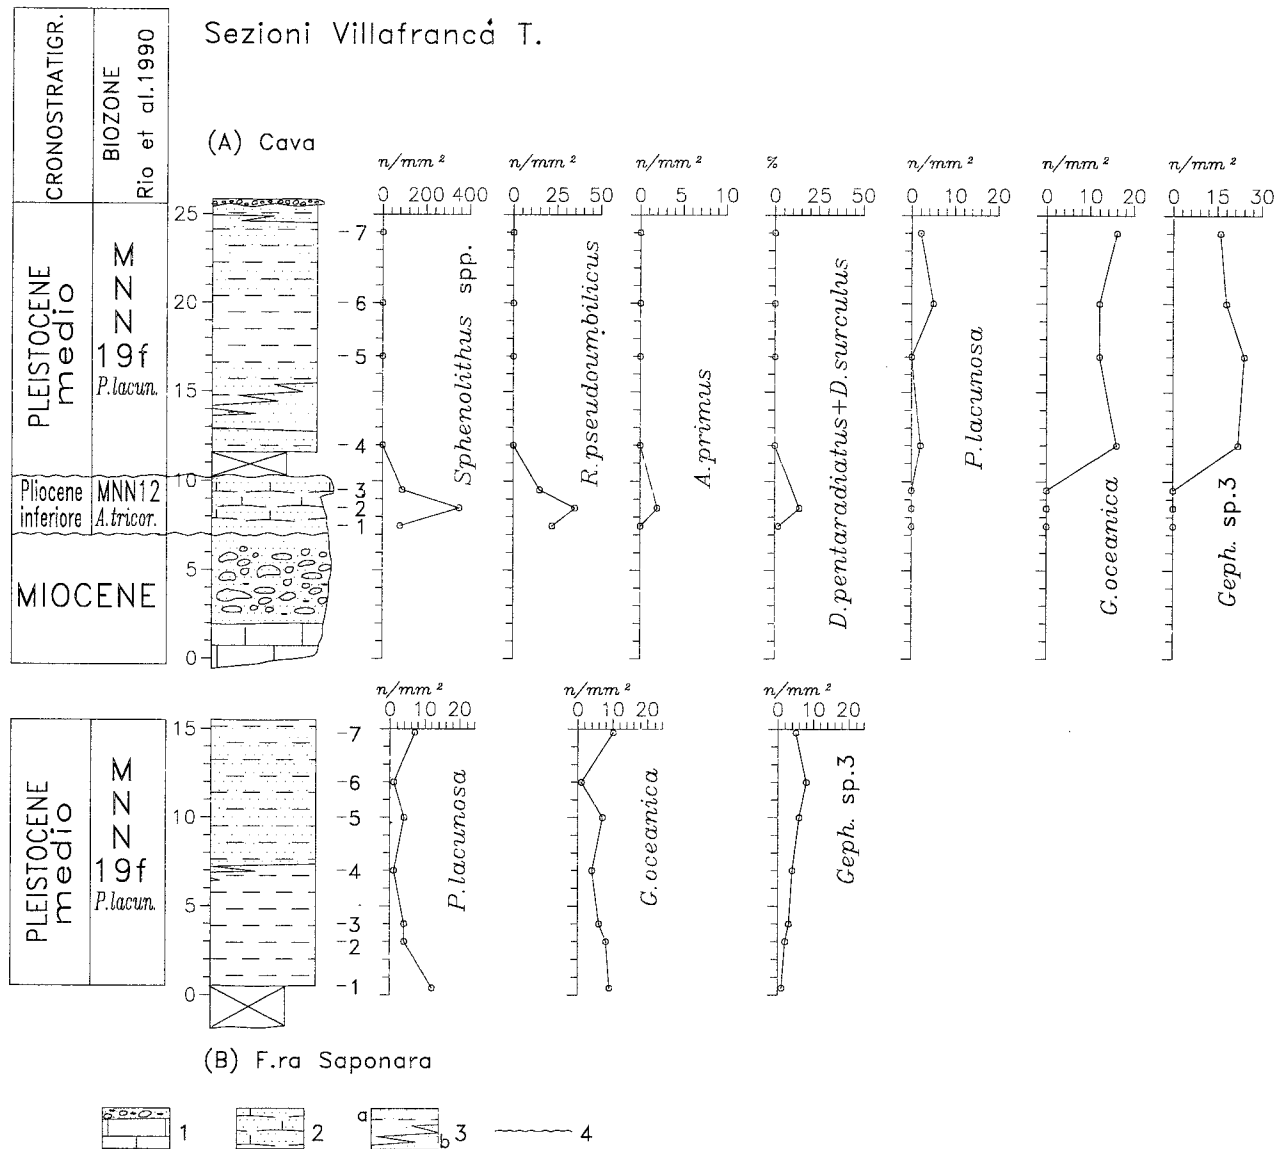 Sezioni Villafranca T.
CRONOSTRATIGR.
BIOZONE
Rio et al.1990
(A) Cava
n/mm²
n/mm²
n/mm²
%
n/mm²
n/mm²
n/mm²
0 200 400
0 25 50
0 5 10
0 25 50
0 10 20
0 10 20
0 15 30
25
20
15
10
5
0
-7
-6
-5
-4
-3
-2
-1
PLEISTOCENE
medio
M
N
N
19f
P.lacun.
Pliocene
inferiore
MNN12
A.tricor.
MIOCENE
Sphenolithus spp.
R.pseudoumbilicus
A.primus
D.pentaradiatus+D.surculus
P.lacunosa
G.oceanica
Geph. sp.3
n/mm²
n/mm²
n/mm²
0 10 20
0 10 20
0 10 20
15
10
5
0
-7
-6
-5
-4
-3
-2
-1
PLEISTOCENE
medio
M
N
N
19f
P.lacun.
P.lacunosa
G.oceanica
Geph. sp.3
(B) F.ra Saponara
1
2
a
b
3
4